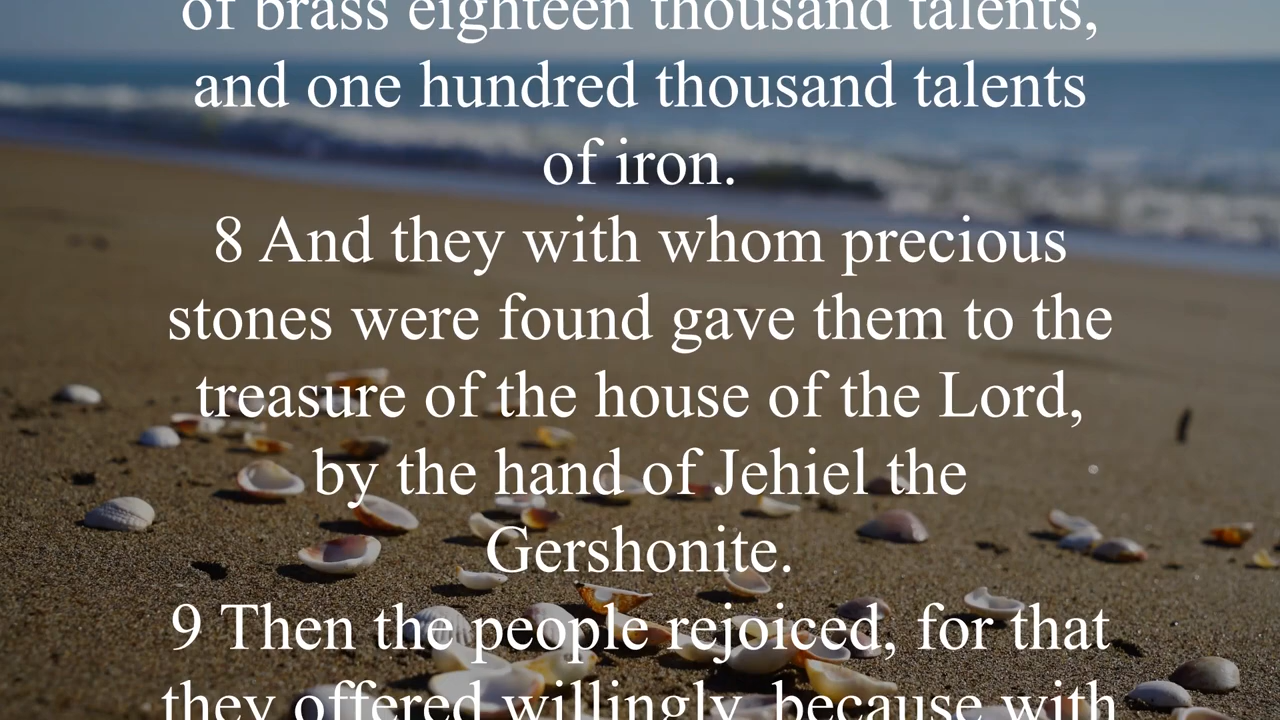 of brass eighteen thousand talents,
and one hundred thousand talents
of iron.
8 And they with whom precious
stones were found gave them to the
treasure of the house of the Lord,
by the hand of Jehiel the
Gershonite.
9 Then the people rejoiced, for that
they offered willingly, because with